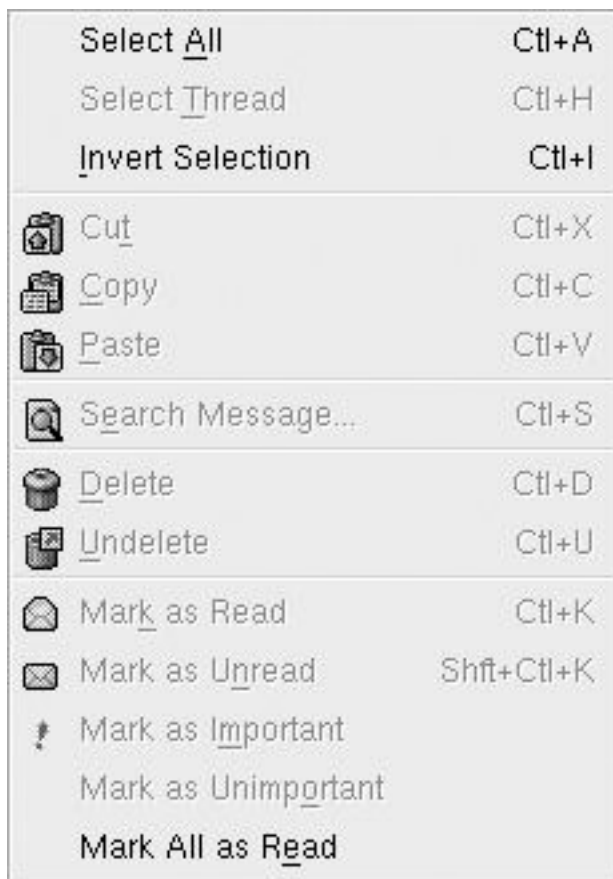 Select All Ctl+A
Select Thread Ctl+H
Invert Selection Ctl+I
Cut Ctl+X
Copy Ctl+C
Paste Ctl+V
Search Message... Ctl+S
Delete Ctl+D
Undelete Ctl+U
Mark as Read Ctl+K
Mark as Unread Shft+Ctl+K
Mark as Important
Mark as Unimportant
Mark All as Read